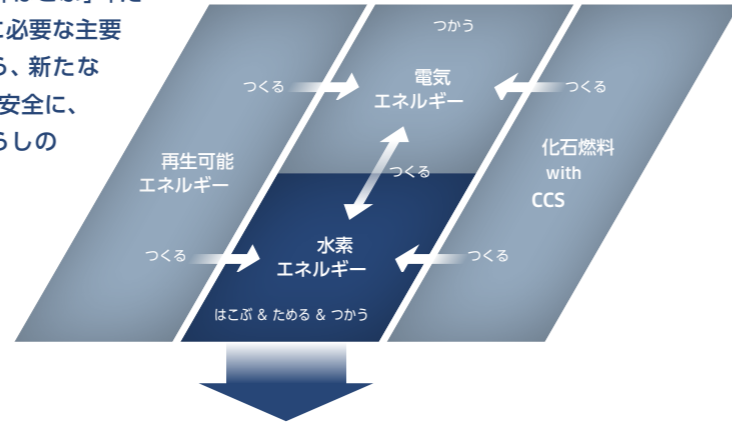 に必要な主要
ら、新たな
安全に、
らしの
つかう
つくる
電気
エネルギー
つくる
再生可能
エネルギー
つくる
化石燃料
with
CCS
つくる
水素
エネルギー
つくる
はこぶ & ためる & つかう